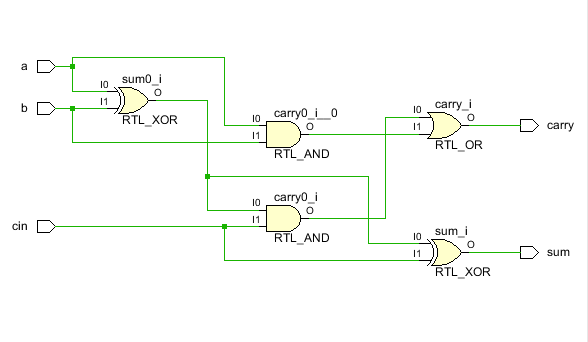 a
I0
sum0_i
O
I1
RTL_XOR
b
I0
carry0_i__0
O
I1
RTL_AND
I0
carry_i
O
I1
RTL_OR
carry
I0
carry0_i
O
I1
RTL_AND
cin
I0
sum_i
O
I1
RTL_XOR
sum